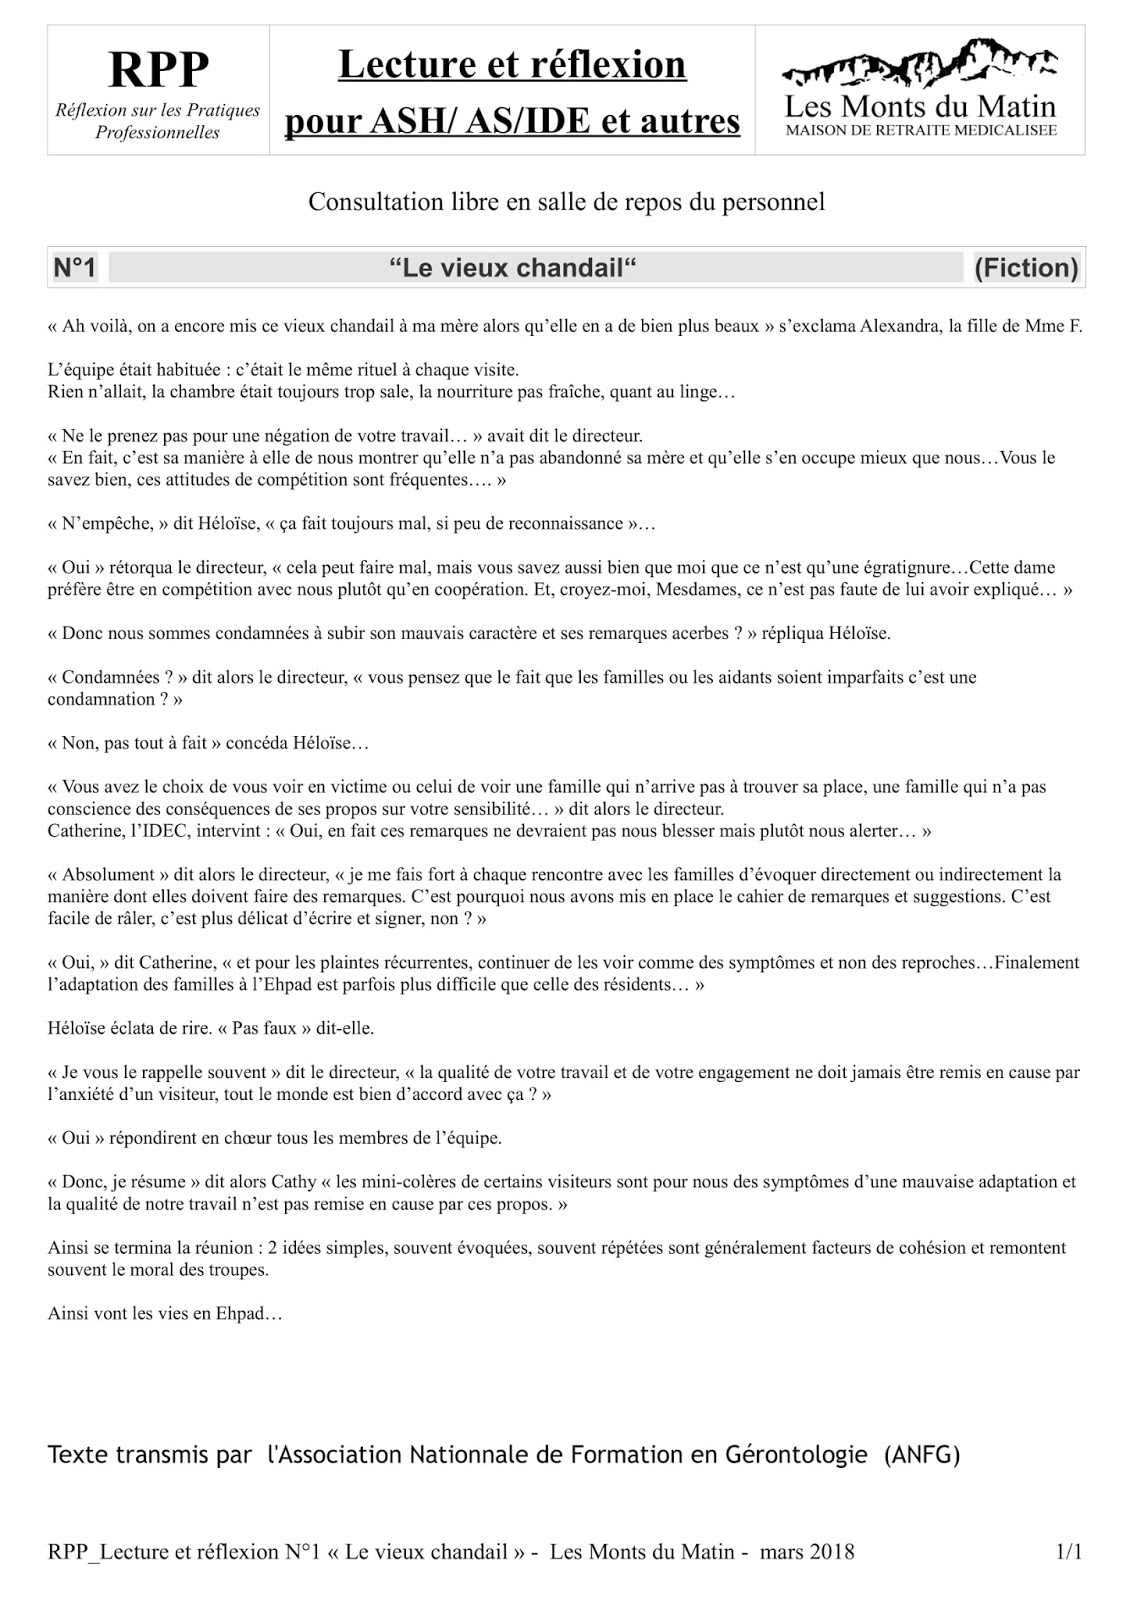 RPP
Réflexion sur les Pratiques
Professionnelles
Lecture et réflexion
pour ASH/ AS/IDE et autres
Les Monts du Matin
MAISON DE RETRAITE MEDICALISEE
Consultation libre en salle de repos du personnel
N°1 “Le vieux chandail“ (Fiction)
« Ah voilà, on a encore mis ce vieux chandail à ma mère alors qu’elle en a de bien plus beaux » s’exclama Alexandra, la fille de Mme F.
L’équipe était habituée : c’était le même rituel à chaque visite.
Rien n’allait, la chambre était toujours trop sale, la nourriture pas fraîche, quant au linge…
« Ne le prenez pas pour une négation de votre travail… » avait dit le directeur.
« En fait, c’est sa manière à elle de nous montrer qu’elle n’a pas abandonné sa mère et qu’elle s’en occupe mieux que nous…Vous le
savez bien, ces attitudes de compétition sont fréquentes…. »
« N’empêche, » dit Héloïse, « ça fait toujours mal, si peu de reconnaissance »…
« Oui » rétorqua le directeur, « cela peut faire mal, mais vous savez aussi bien que moi que ce n’est qu’une égratignure…Cette dame
préfère être en compétition avec nous plutôt qu’en coopération. Et, croyez-moi, Mesdames, ce n’est pas faute de lui avoir expliqué… »
« Donc nous sommes condamnées à subir son mauvais caractère et ses remarques acerbes ? » répliqua Héloïse.
« Condamnées ? » dit alors le directeur, « vous pensez que le fait que les familles ou les aidants soient imparfaits c’est une
condamnation ? »
« Non, pas tout à fait » concéda Héloïse…
« Vous avez le choix de vous voir en victime ou celui de voir une famille qui n’arrive pas à trouver sa place, une famille qui n’a pas
conscience des conséquences de ses propos sur votre sensibilité… » dit alors le directeur.
Catherine, l’IDEC, intervint : « Oui, en fait ces remarques ne devraient pas nous blesser mais plutôt nous alerter… »
« Absolument » dit alors le directeur, « je me fais fort à chaque rencontre avec les familles d’évoquer directement ou indirectement la
manière dont elles doivent faire des remarques. C’est pourquoi nous avons mis en place le cahier de remarques et suggestions. C’est
facile de râler, c’est plus délicat d’écrire et signer, non ? »
« Oui, » dit Catherine, « et pour les plaintes récurrentes, continuer de les voir comme des symptômes et non des reproches…Finalement
l’adaptation des familles à l’Ehpad est parfois plus difficile que celle des résidents… »
Héloïse éclata de rire. « Pas faux » dit-elle.
« Je vous le rappelle souvent » dit le directeur, « la qualité de votre travail et de votre engagement ne doit jamais être remis en cause par
l’anxiété d’un visiteur, tout le monde est bien d’accord avec ça ? »
« Oui » répondirent en chœur tous les membres de l’équipe.
« Donc, je résume » dit alors Cathy « les mini-colères de certains visiteurs sont pour nous des symptômes d’une mauvaise adaptation et
la qualité de notre travail n’est pas remise en cause par ces propos. »
Ainsi se termina la réunion : 2 idées simples, souvent évoquées, souvent répétées sont généralement facteurs de cohésion et remontent
souvent le moral des troupes.
Ainsi vont les vies en Ehpad…
Texte transmis par l'Association Nationnale de Formation en Gérontologie (ANFG)
RPP_Lecture et réflexion N°1 « Le vieux chandail » - Les Monts du Matin - mars 2018 1/1